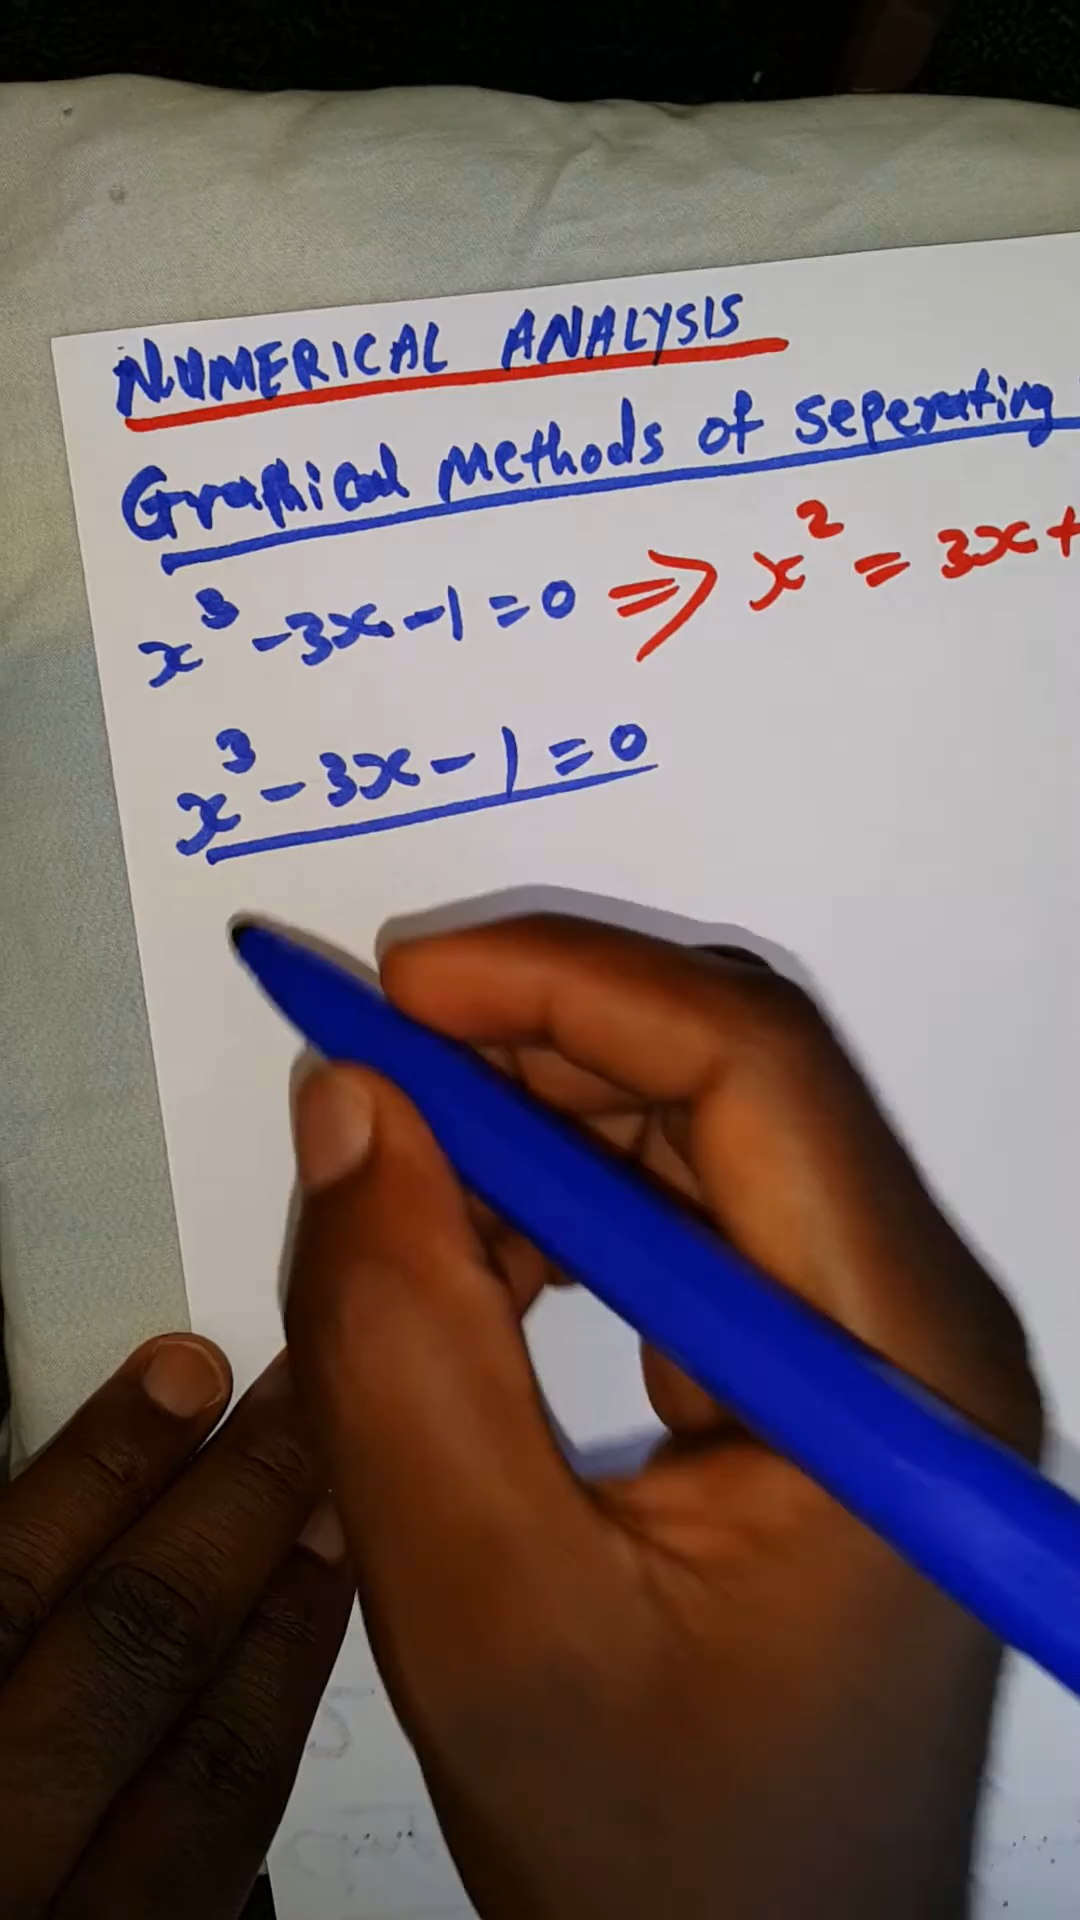 NUMERICAL ANALYSIS
Graphical Methods of seperating
x³ -3x -1 = 0 => x² = 3x+
x³ - 3x - 1 = 0